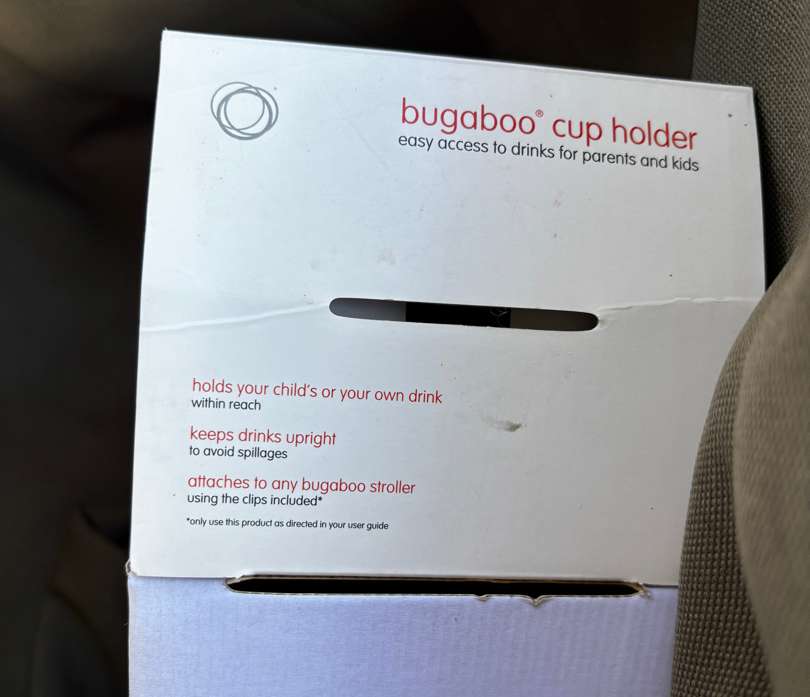 bugaboo® cup holder
easy access to drinks for parents and kids
holds your child's or your own drink
within reach
keeps drinks upright
to avoid spillages
attaches to any bugaboo stroller
using the clips included*
*only use this product as directed in your user guide